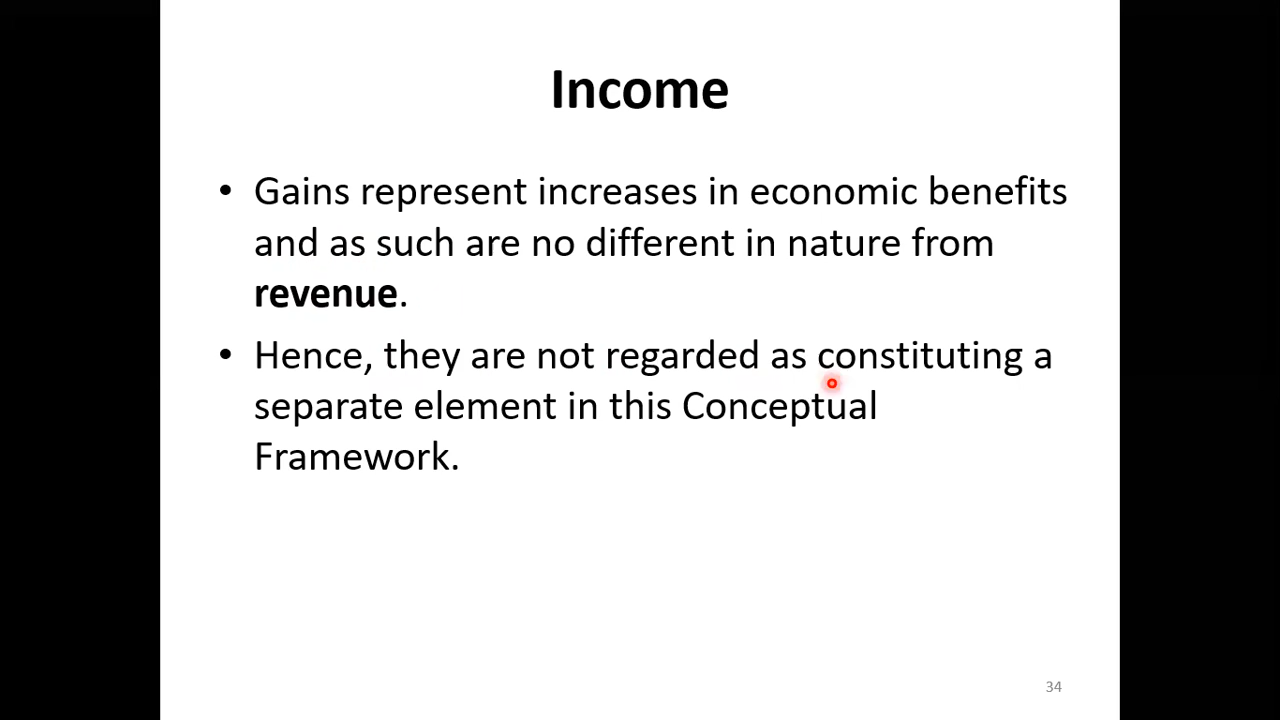 Income
• Gains represent increases in economic benefits
and as such are no different in nature from
revenue.
• Hence, they are not regarded as constituting a
separate element in this Conceptual
Framework.
34